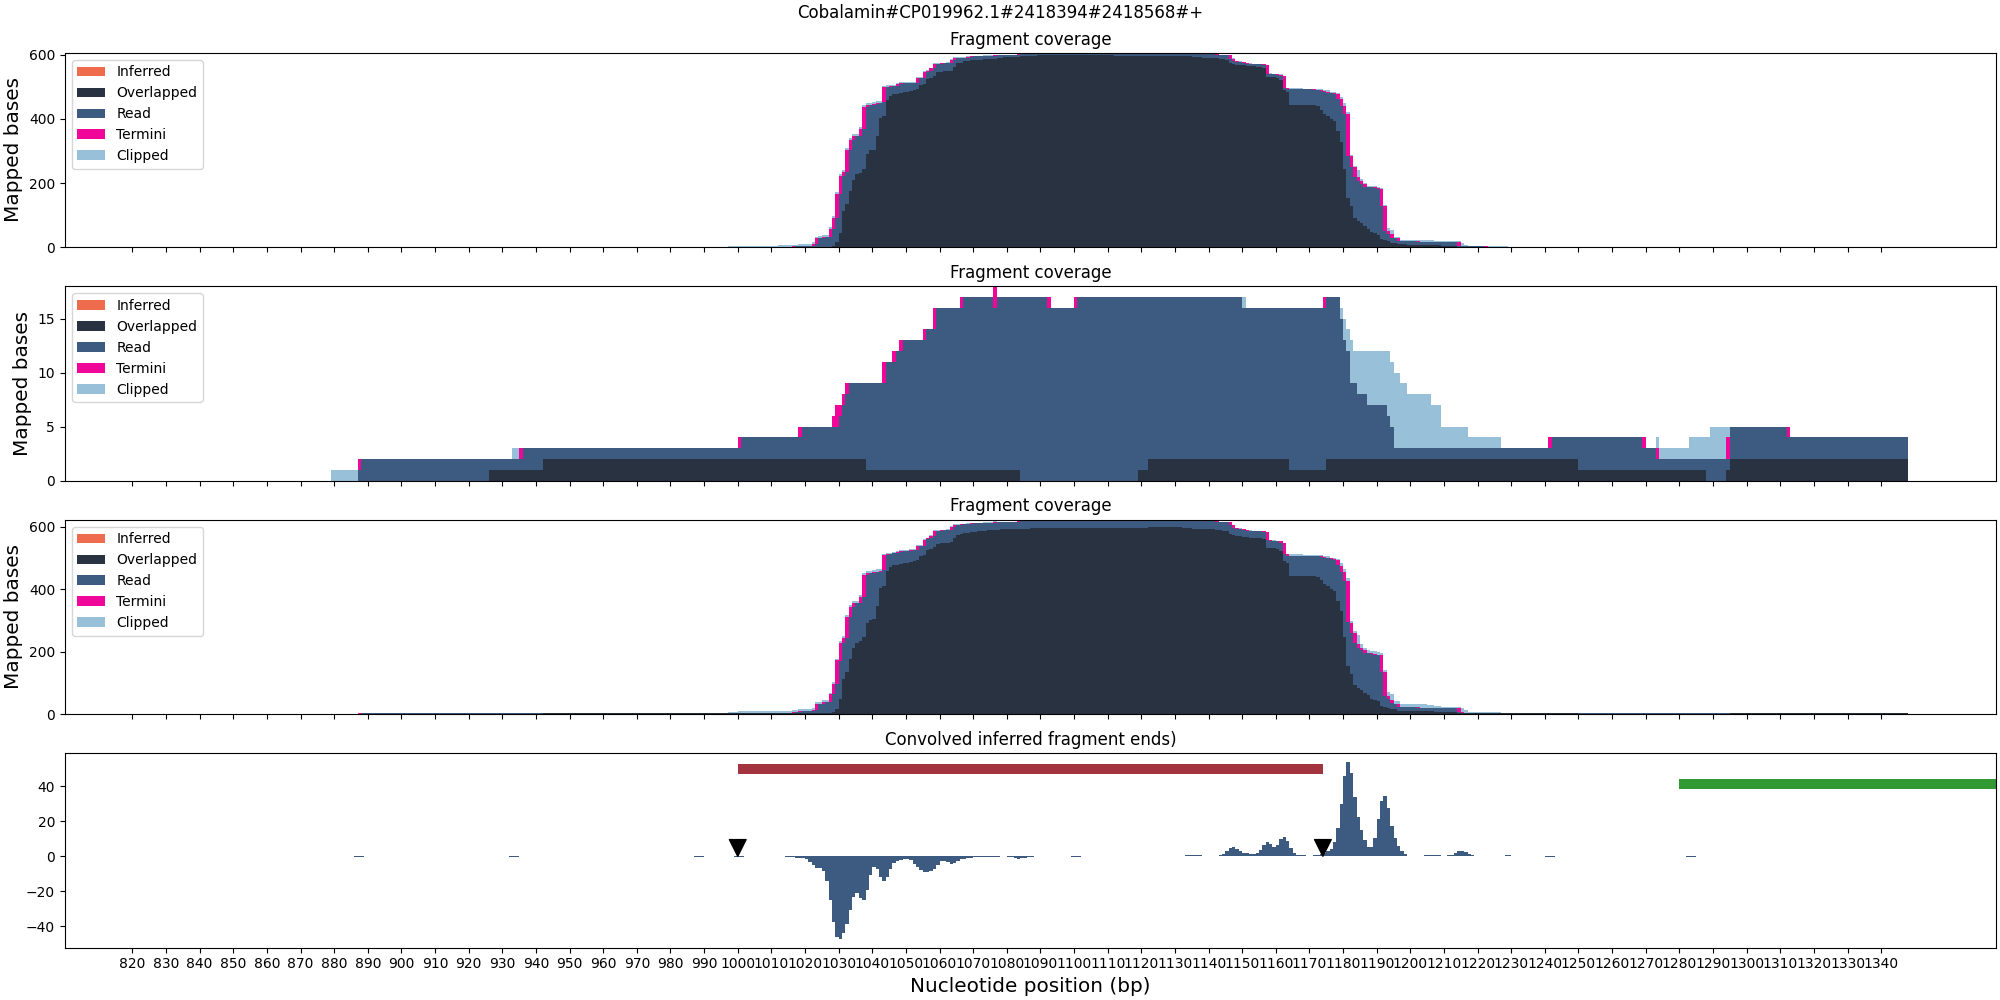 Cobalamin#CP019962.1#2418394#2418568#+
Fragment coverage
Mapped bases
600
400
200
0
Inferred
Overlapped
Read
Termini
Clipped
Fragment coverage
Mapped bases
15
10
5
0
Inferred
Overlapped
Read
Termini
Clipped
Fragment coverage
Mapped bases
600
400
200
0
Inferred
Overlapped
Read
Termini
Clipped
Convolved inferred fragment ends)
40
20
0
−20
−40
820 830 840 850 860 870 880 890 900 910 920 930 940 950 960 970 980 990 1000 1010 1020 1030 1040 1050 1060 1070 1080 1090 1100 1110 1120 1130 1140 1150 1160 1170 1180 1190 1200 1210 1220 1230 1240 1250 1260 1270 1280 1290 1300 1310 1320 1330 1340
Nucleotide position (bp)